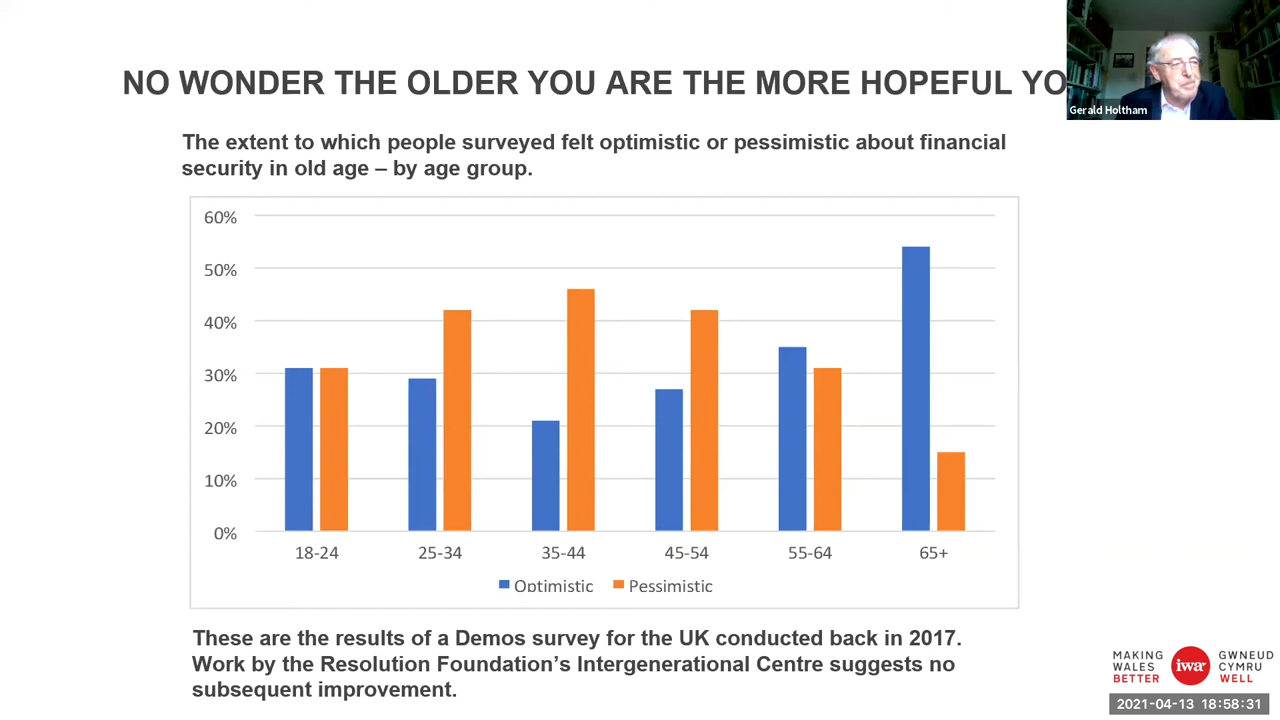 NO WONDER THE OLDER YOU ARE THE MORE HOPEFUL YO
Gerald Holtham
The extent to which people surveyed felt optimistic or pessimistic about financial
security in old age – by age group.
60%
50%
40%
30%
20%
10%
0%
18-24 25-34 35-44 45-54 55-64 65+
Optimistic Pessimistic
These are the results of a Demos survey for the UK conducted back in 2017.
Work by the Resolution Foundation's Intergenerational Centre suggests no
subsequent improvement.
MAKING
WALES
BETTER
iwa
GWNEUD
CYMRU
WELL
2021-04-13 18:58:31